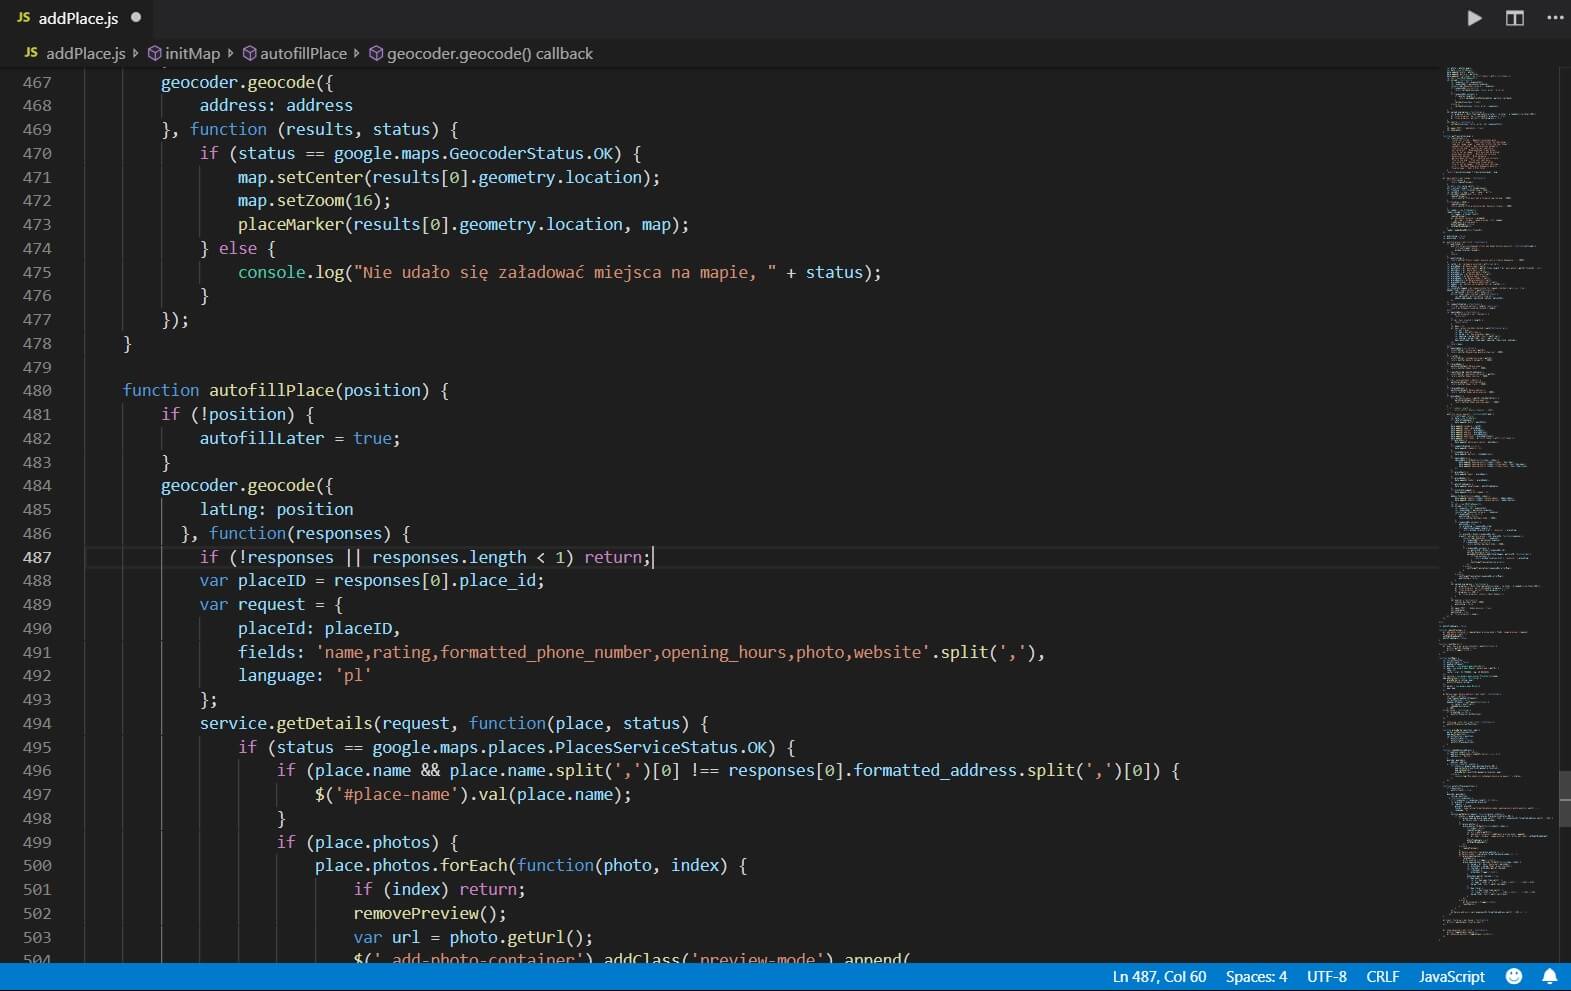 JS addPlace.js
JS addPlace.js initMap autofillPlace geocoder.geocode() callback
467 geocoder.geocode({
468 address: address
469 }, function (results, status) {
470 if (status == google.maps.GeocoderStatus.OK) {
471 map.setCenter(results[0].geometry.location);
472 map.setZoom(16);
473 placeMarker(results[0].geometry.location, map);
474 } else {
475 console.log("Nie udało się załadować miejsca na mapie, " + status);
476 }
477 });
478 }
479
480 function autofillPlace(position) {
481 if (!position) {
482 autofillLater = true;
483 }
484 geocoder.geocode({
485 latLng: position
486 }, function(responses) {
487 if (!responses || responses.length < 1) return;
488 var placeID = responses[0].place_id;
489 var request = {
490 placeId: placeID,
491 fields: 'name,rating,formatted_phone_number,opening_hours,photo,website'.split(','),
492 language: 'pl'
493 };
494 service.getDetails(request, function(place, status) {
495 if (status == google.maps.places.PlacesServiceStatus.OK) {
496 if (place.name && place.name.split(',')[0] !== responses[0].formatted_address.split(',')[0]) {
497 $('#place-name').val(place.name);
498 }
499 if (place.photos) {
500 place.photos.forEach(function(photo, index) {
501 if (index) return;
502 removePreview();
503 var url = photo.getUrl();
504 $('.add-photo-container').addClass('preview-mode').append(
Ln 487, Col 60 Spaces: 4 UTF-8 CRLF JavaScript